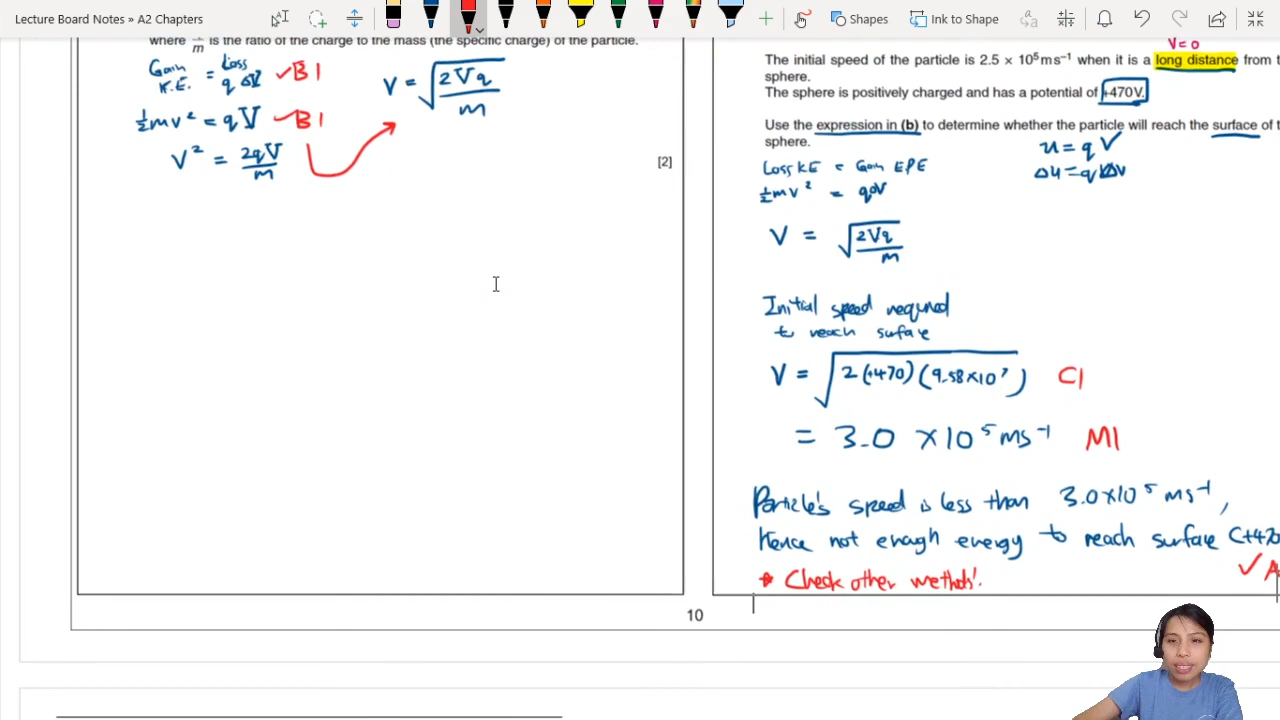 Lecture Board Notes » A2 Chapters
Shapes
Ink to Shape
where q/m is the ratio of the charge to the mass (the specific charge) of the particle.
Gain K.E. = Loss q ΔV ✓B1
½mv² = qV ✓B1
v² = 2qV/m
v = √(2Vq/m)
[2]
V=0
The initial speed of the particle is 2.5 × 10⁵ ms⁻¹ when it is a long distance from t
sphere.
The sphere is positively charged and has a potential of +470V.
Use the expression in (b) to determine whether the particle will reach the surface of t
sphere.
u = qV
Δu = qΔV
Loss KE = Gain EPE
½mv² = qΔV
V = √(2Vq/m)
Initial speed required
to reach surface
V = √(2(+470)(9.58×10⁷)) C1
= 3.0 ×10⁵ ms⁻¹ M1
Particle's speed is less than 3.0×10⁵ ms⁻¹,
Hence not enough energy to reach surface (+470
✓A
* Check other methods!
10